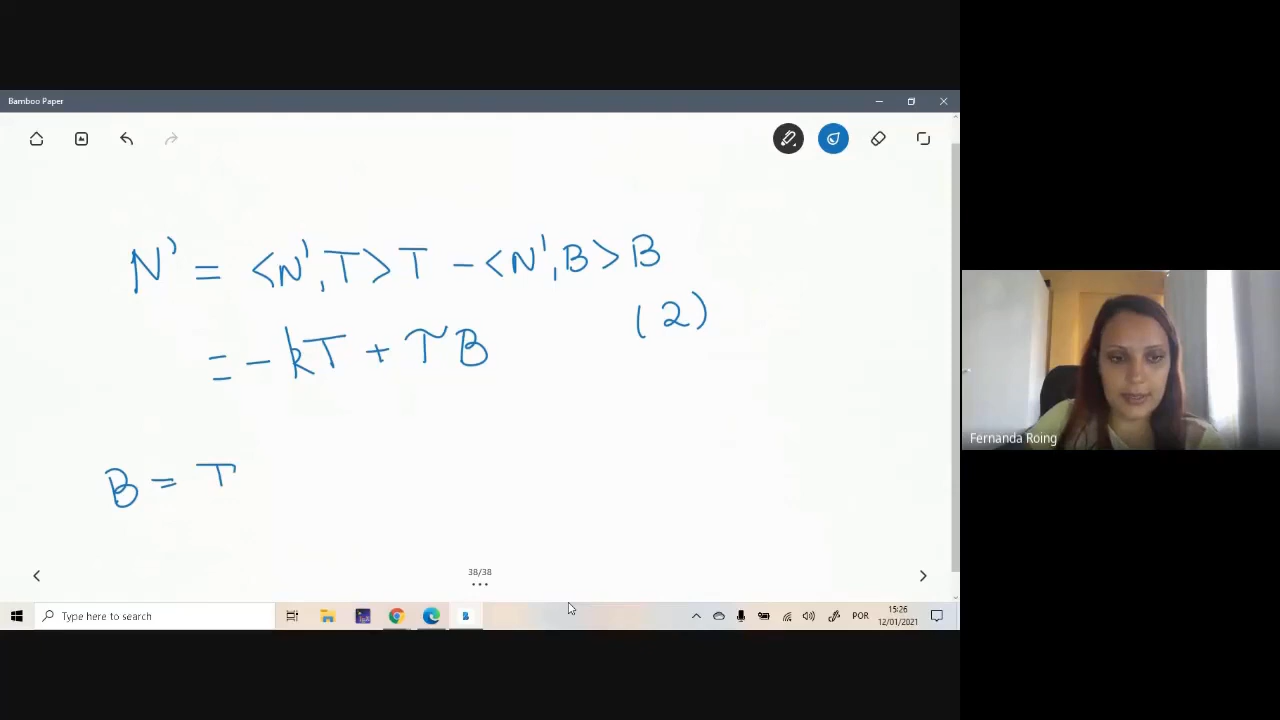 Bamboo Paper
N' = <N', T> T - <N', B> B
(2)
= - kT + τB
B = T
38/38
Fernanda Roing
Type here to search
B
POR
15:26
12/01/2021